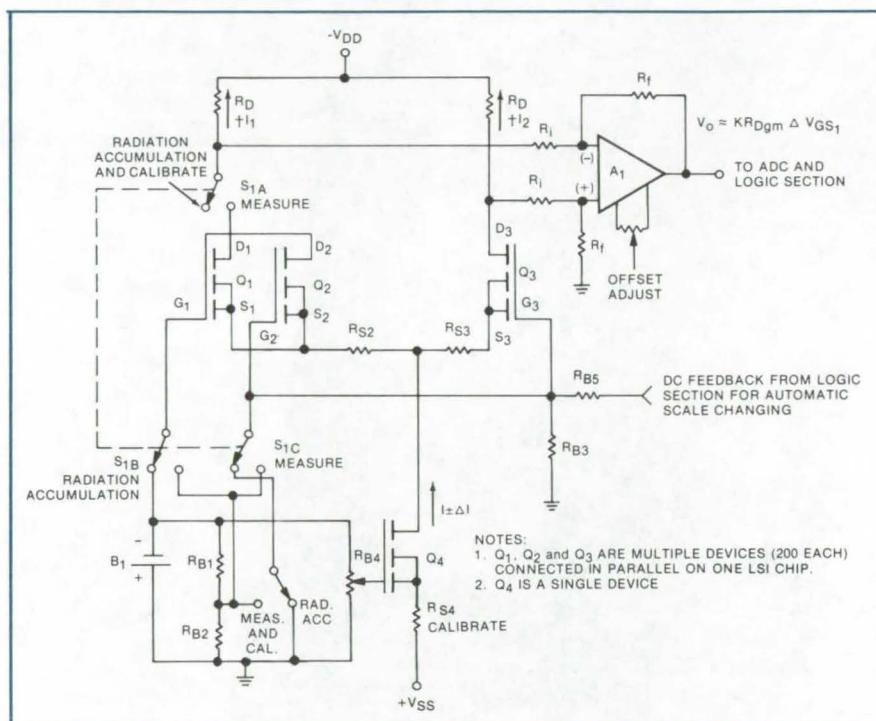 -VDD
RD
+I1
RD
+I2
Rf
Vo ≈ KRDgm Δ VGS1
Ri
(-)
A1
TO ADC AND
LOGIC SECTION
RADIATION
ACCUMULATION
AND CALIBRATE
S1A
MEASURE
Ri
(+)
Rf
OFFSET
ADJUST
D1
D2
D3
Q1
Q2
Q3
G1
S1
G2
S2
G3
S3
RS2
RS3
RB5
DC FEEDBACK FROM LOGIC
SECTION FOR AUTOMATIC
SCALE CHANGING
RB3
S1B
RADIATION
ACCUMULATION
S1C
MEASURE
I±ΔI
NOTES:
1. Q1, Q2 and Q3 ARE MULTIPLE DEVICES (200 EACH)
CONNECTED IN PARALLEL ON ONE LSI CHIP.
2. Q4 IS A SINGLE DEVICE
-
B1
+
RB1
RB4
Q4
RB2
MEAS.
AND
CAL.
RAD.
ACC
RS4
CALIBRATE
+VSS